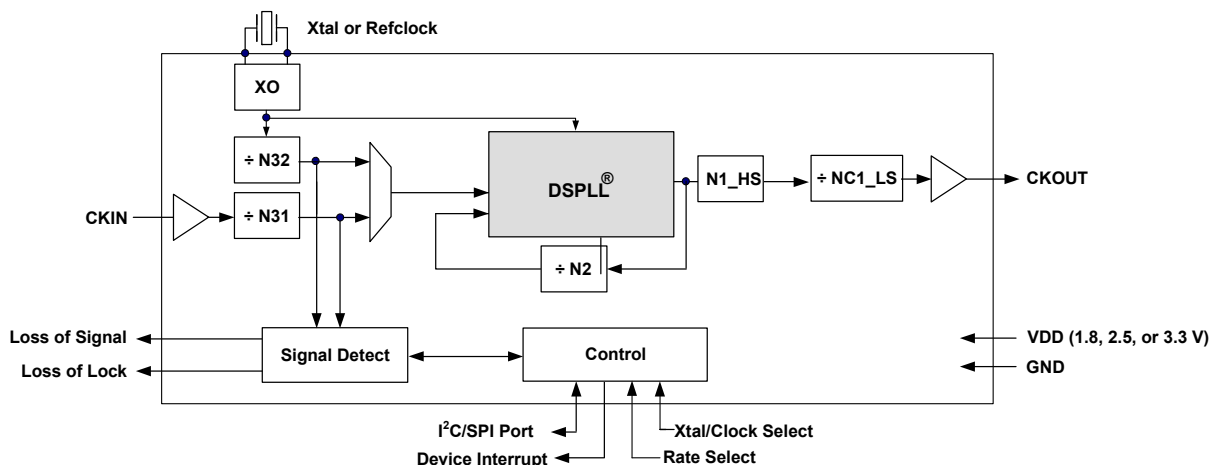 Xtal or Refclock
XO
÷ N32
DSPLL®
N1_HS
÷ NC1_LS
CKOUT
CKIN
÷ N31
÷ N2
Loss of Signal
Loss of Lock
Signal Detect
Control
VDD (1.8, 2.5, or 3.3 V)
GND
I²C/SPI Port
Xtal/Clock Select
Device Interrupt
Rate Select